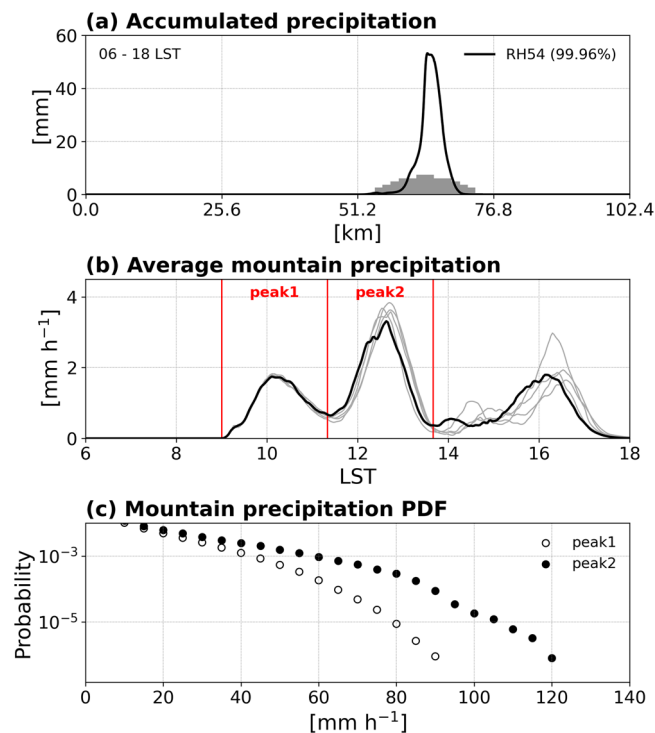 (a) Accumulated precipitation
60
40
20
0
[mm]
06 - 18 LST
RH54 (99.96%)
0.0 25.6 51.2 76.8 102.4
[km]
(b) Average mountain precipitation
4
2
0
[mm h⁻¹]
peak1 peak2
6 8 10 12 14 16 18
LST
(c) Mountain precipitation PDF
10⁻³
10⁻⁵
Probability
peak1
peak2
0 20 40 60 80 100 120 140
[mm h⁻¹]